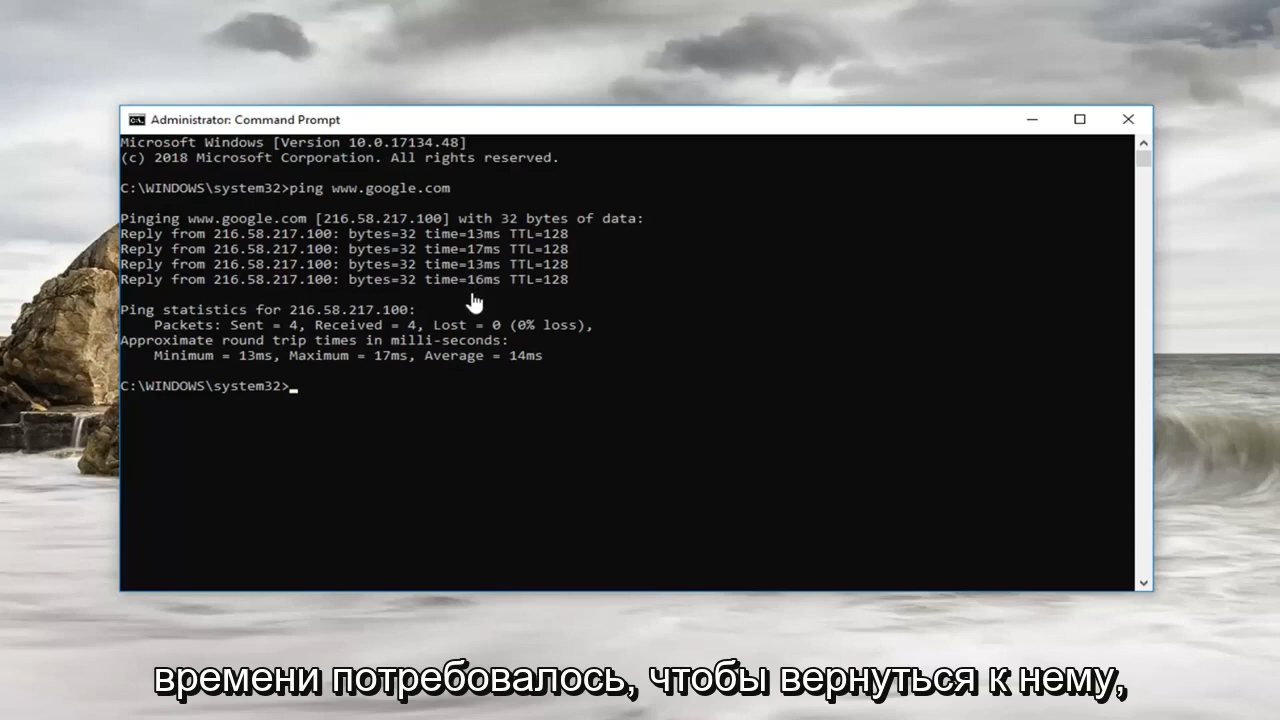 Administrator: Command Prompt
Microsoft Windows [Version 10.0.17134.48]
(c) 2018 Microsoft Corporation. All rights reserved.
C:\WINDOWS\system32>ping www.google.com
Pinging www.google.com [216.58.217.100] with 32 bytes of data:
Reply from 216.58.217.100: bytes=32 time=13ms TTL=128
Reply from 216.58.217.100: bytes=32 time=17ms TTL=128
Reply from 216.58.217.100: bytes=32 time=13ms TTL=128
Reply from 216.58.217.100: bytes=32 time=16ms TTL=128
Ping statistics for 216.58.217.100:
    Packets: Sent = 4, Received = 4, Lost = 0 (0% loss),
Approximate round trip times in milli-seconds:
    Minimum = 13ms, Maximum = 17ms, Average = 14ms
C:\WINDOWS\system32>
времени потребовалось, чтобы вернуться к нему,